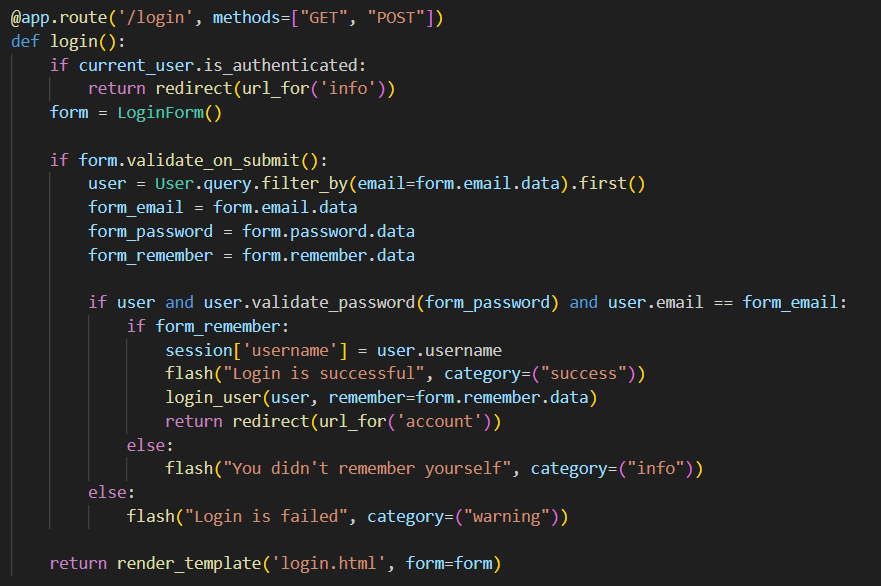 @app.route('/login', methods=["GET", "POST"])
def login():
    if current_user.is_authenticated:
        return redirect(url_for('info'))
    form = LoginForm()

    if form.validate_on_submit():
        user = User.query.filter_by(email=form.email.data).first()
        form_email = form.email.data
        form_password = form.password.data
        form_remember = form.remember.data

        if user and user.validate_password(form_password) and user.email == form_email:
            if form_remember:
                session['username'] = user.username
                flash("Login is successful", category=("success"))
                login_user(user, remember=form.remember.data)
                return redirect(url_for('account'))
            else:
                flash("You didn't remember yourself", category=("info"))
        else:
            flash("Login is failed", category=("warning"))

    return render_template('login.html', form=form)